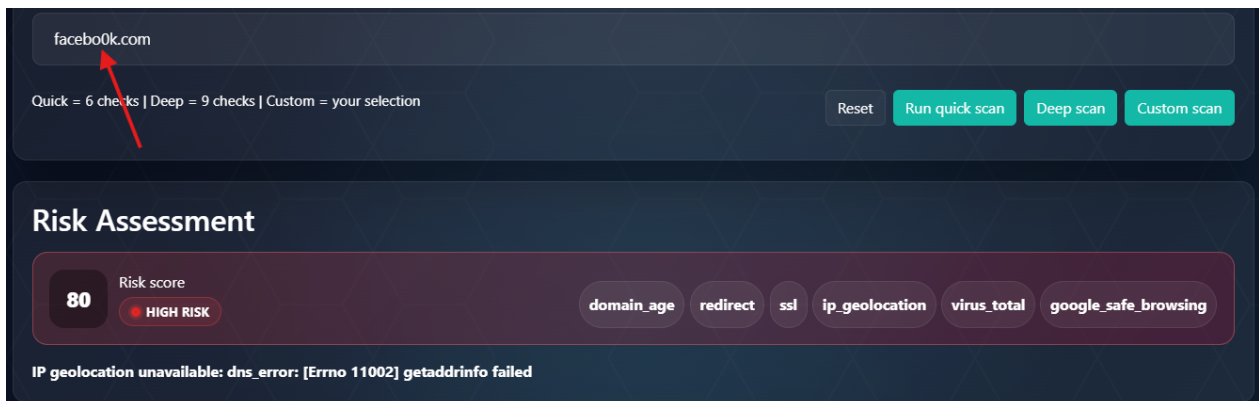 facebo0k.com
Quick = 6 checks | Deep = 9 checks | Custom = your selection
Reset Run quick scan Deep scan Custom scan
Risk Assessment
80 Risk score
HIGH RISK
domain_age redirect ssl ip_geolocation virus_total google_safe_browsing
IP geolocation unavailable: dns_error: [Errno 11002] getaddrinfo failed